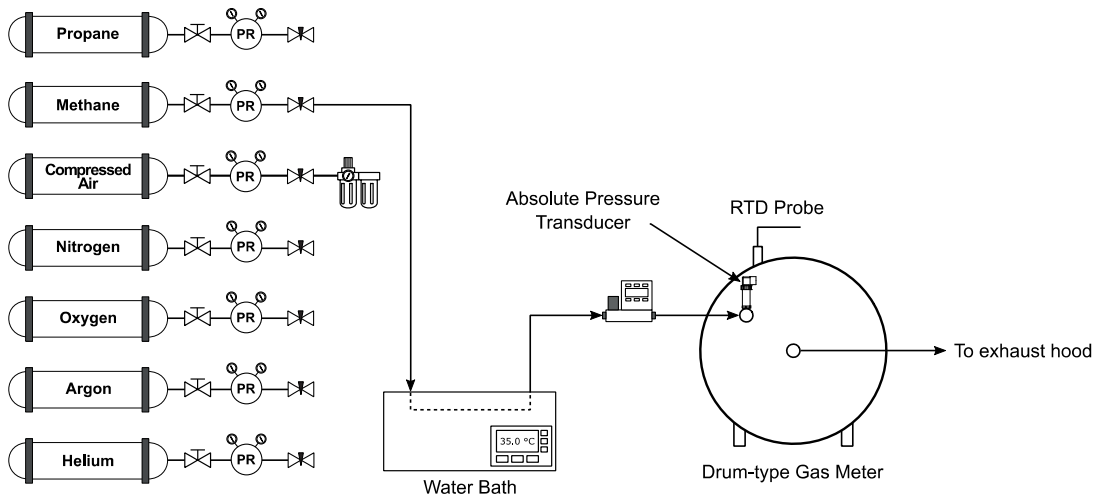 Propane
PR
Methane
PR
Compressed
Air
PR
Absolute Pressure
Transducer
RTD Probe
Nitrogen
PR
Oxygen
PR
To exhaust hood
Argon
PR
35.0 °C
Helium
PR
Water Bath
Drum-type Gas Meter